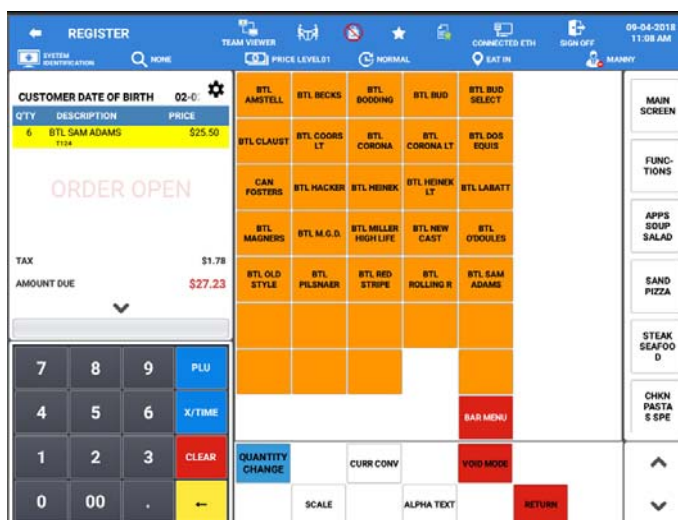 REGISTER
TEAM VIEWER
CONNECTED ETH
SIGN OFF
09-04-2018
11:08 AM
SYSTEM
IDENTIFICATION
NONE
PRICE LEVEL01
NORMAL
EAT IN
MANNY
CUSTOMER DATE OF BIRTH 02-0
Q'TY DESCRIPTION PRICE
6 BTL SAM ADAMS $25.50
T124
ORDER OPEN
TAX $1.78
AMOUNT DUE $27.23
7 8 9 PLU
4 5 6 X/TIME
1 2 3 CLEAR
0 00 .
BTL
AMSTELL
BTL BECKS
BTL
BODDING
BTL BUD
BTL BUD
SELECT
BTL CLAUST
BTL COORS
LT
BTL
CORONA
BTL
CORONA LT
BTL DOS
EQUIS
CAN
FOSTERS
BTL HACKER
BTL HEINEK
BTL HEINEK
LT
BTL LABATT
BTL
MAGNERS
BTL M.G.D.
BTL MILLER
HIGH LIFE
BTL NEW
CAST
BTL
O'DOULES
BTL OLD
STYLE
BTL
PILSNAER
BTL RED
STRIPE
BTL
ROLLING R
BTL SAM
ADAMS
BAR MENU
QUANTITY
CHANGE
CURR CONV
VOID MODE
SCALE
ALPHA TEXT
RETURN
MAIN
SCREEN
FUNC-
TIONS
APPS
SOUP
SALAD
SAND
PIZZA
STEAK
SEAFOO
D
CHKN
PASTA
S SPE